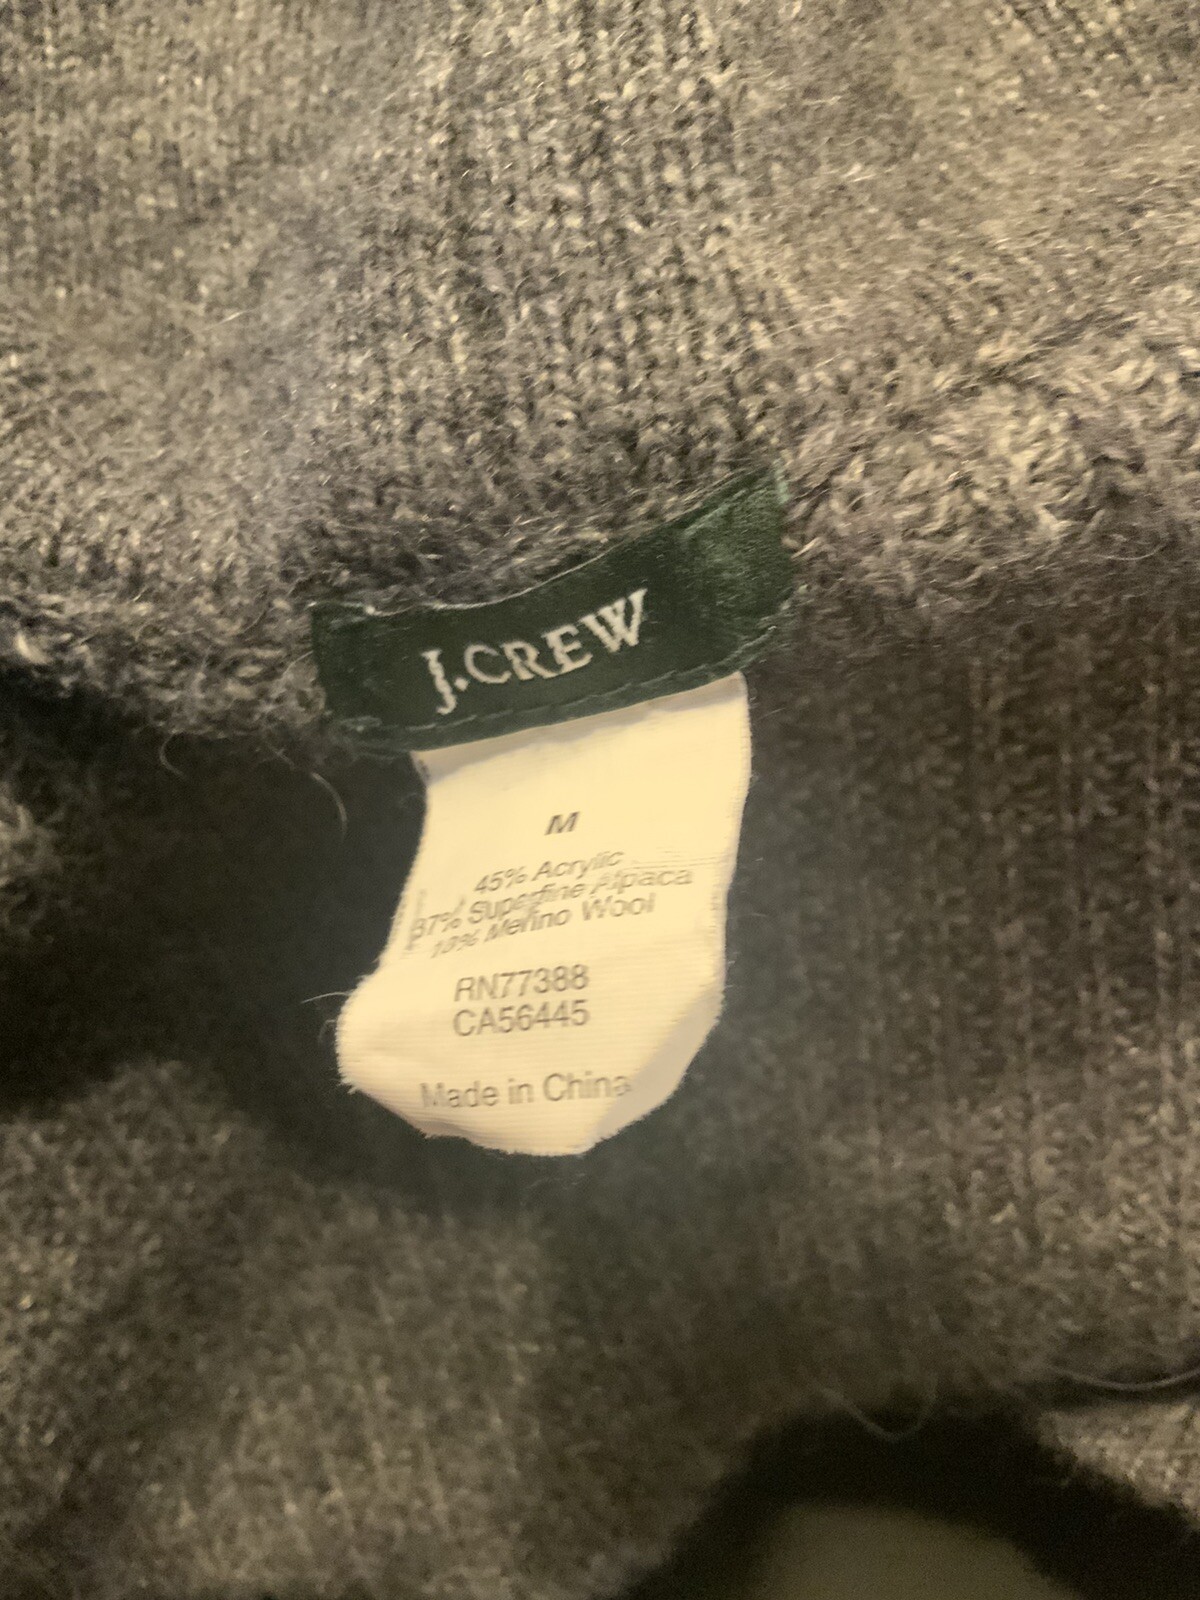 J.CREW
M
45% Acrylic
37% Superfine Alpaca
18% Merino Wool
RN77388
CA56445
Made in China